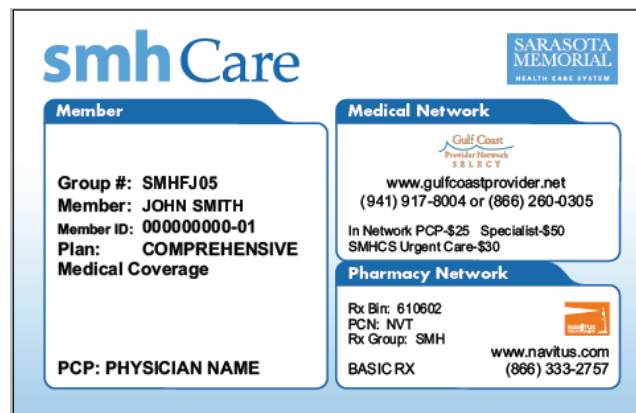 smhCare
SARASOTA
MEMORIAL
HEALTH CARE SYSTEM
Member
Group #: SMHFJ05
Member: JOHN SMITH
Member ID: 000000000-01
Plan: COMPREHENSIVE
Medical Coverage
PCP: PHYSICIAN NAME
Medical Network
Gulf Coast
Provider Network
SELECT
www.gulfcoastprovider.net
(941) 917-8004 or (866) 260-0305
In Network PCP-$25 Specialist-$50
SMHCS Urgent Care-$30
Pharmacy Network
Rx Bin: 610602
PCN: NVT
Rx Group: SMH
BASIC RX
NAVITUS
www.navitus.com
(866) 333-2757